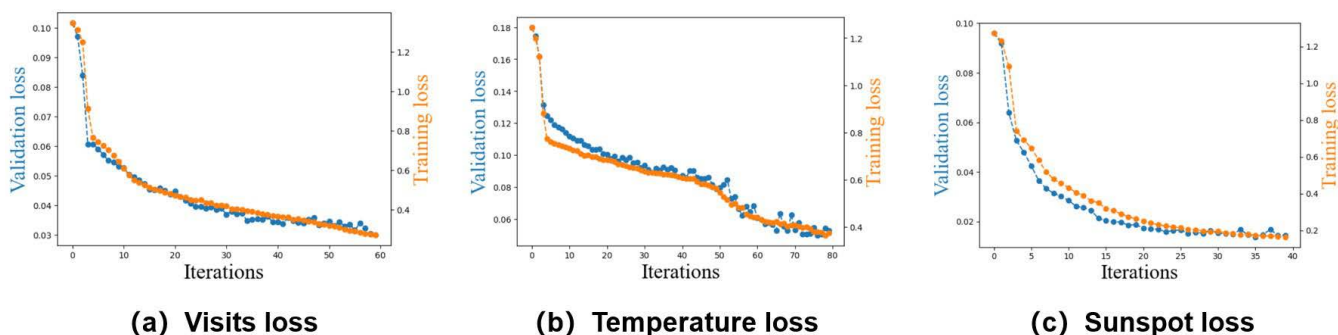 0.10
0.09
0.08
0.07
0.06
0.05
0.04
0.03
Validation loss
1.2
1.0
0.8
0.6
0.4
Training loss
0 10 20 30 40 50 60
Iterations
(a) Visits loss
0.18
0.16
0.14
0.12
0.10
0.08
0.06
Validation loss
1.2
1.0
0.8
0.6
0.4
Training loss
0 10 20 30 40 50 60 70 80
Iterations
(b) Temperature loss
0.10
0.08
0.06
0.04
0.02
Validation loss
1.2
1.0
0.8
0.6
0.4
0.2
Training loss
0 5 10 15 20 25 30 35 40
Iterations
(c) Sunspot loss